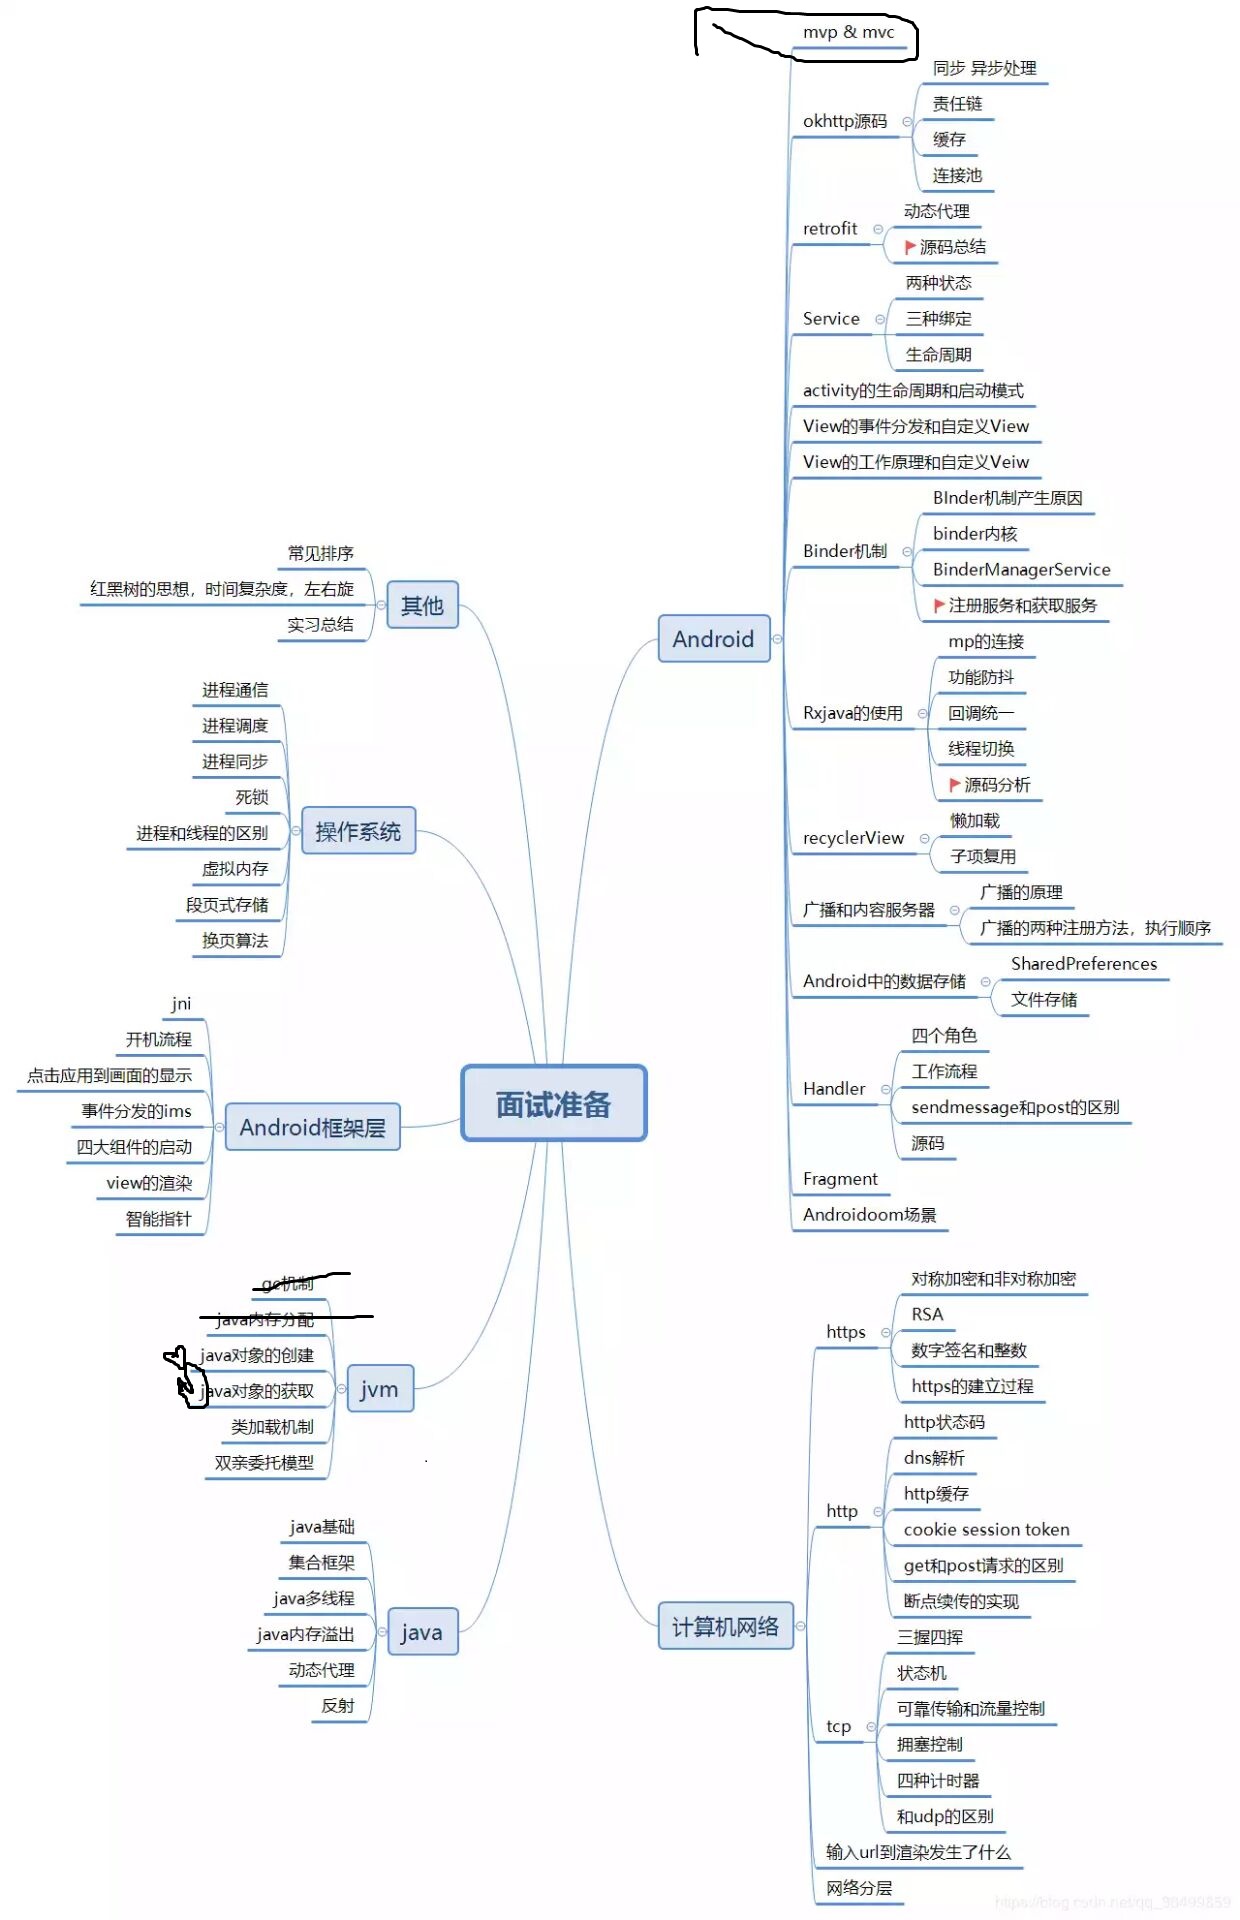 面试准备
Android
mvp & mvc
okhttp源码
同步 异步处理
责任链
缓存
连接池
retrofit
动态代理
源码总结
Service
两种状态
三种绑定
生命周期
activity的生命周期和启动模式
View的事件分发和自定义View
View的工作原理和自定义Veiw
Binder机制
BInder机制产生原因
binder内核
BinderManagerService
注册服务和获取服务
Rxjava的使用
mp的连接
功能防抖
回调统一
线程切换
源码分析
recyclerView
懒加载
子项复用
广播和内容服务器
广播的原理
广播的两种注册方法，执行顺序
Android中的数据存储
SharedPreferences
文件存储
Handler
四个角色
工作流程
sendmessage和post的区别
源码
Fragment
Androidoom场景
计算机网络
https
对称加密和非对称加密
RSA
数字签名和整数
https的建立过程
http
http状态码
dns解析
http缓存
cookie session token
get和post请求的区别
断点续传的实现
tcp
三握四挥
状态机
可靠传输和流量控制
拥塞控制
四种计时器
和udp的区别
输入url到渲染发生了什么
网络分层
其他
常见排序
红黑树的思想，时间复杂度，左右旋
实习总结
操作系统
进程通信
进程调度
进程同步
死锁
进程和线程的区别
虚拟内存
段页式存储
换页算法
Android框架层
jni
开机流程
点击应用到画面的显示
事件分发的ims
四大组件的启动
view的渲染
智能指针
jvm
gc机制
java内存分配
java对象的创建
java对象的获取
类加载机制
双亲委托模型
java
java基础
集合框架
java多线程
java内存溢出
动态代理
反射